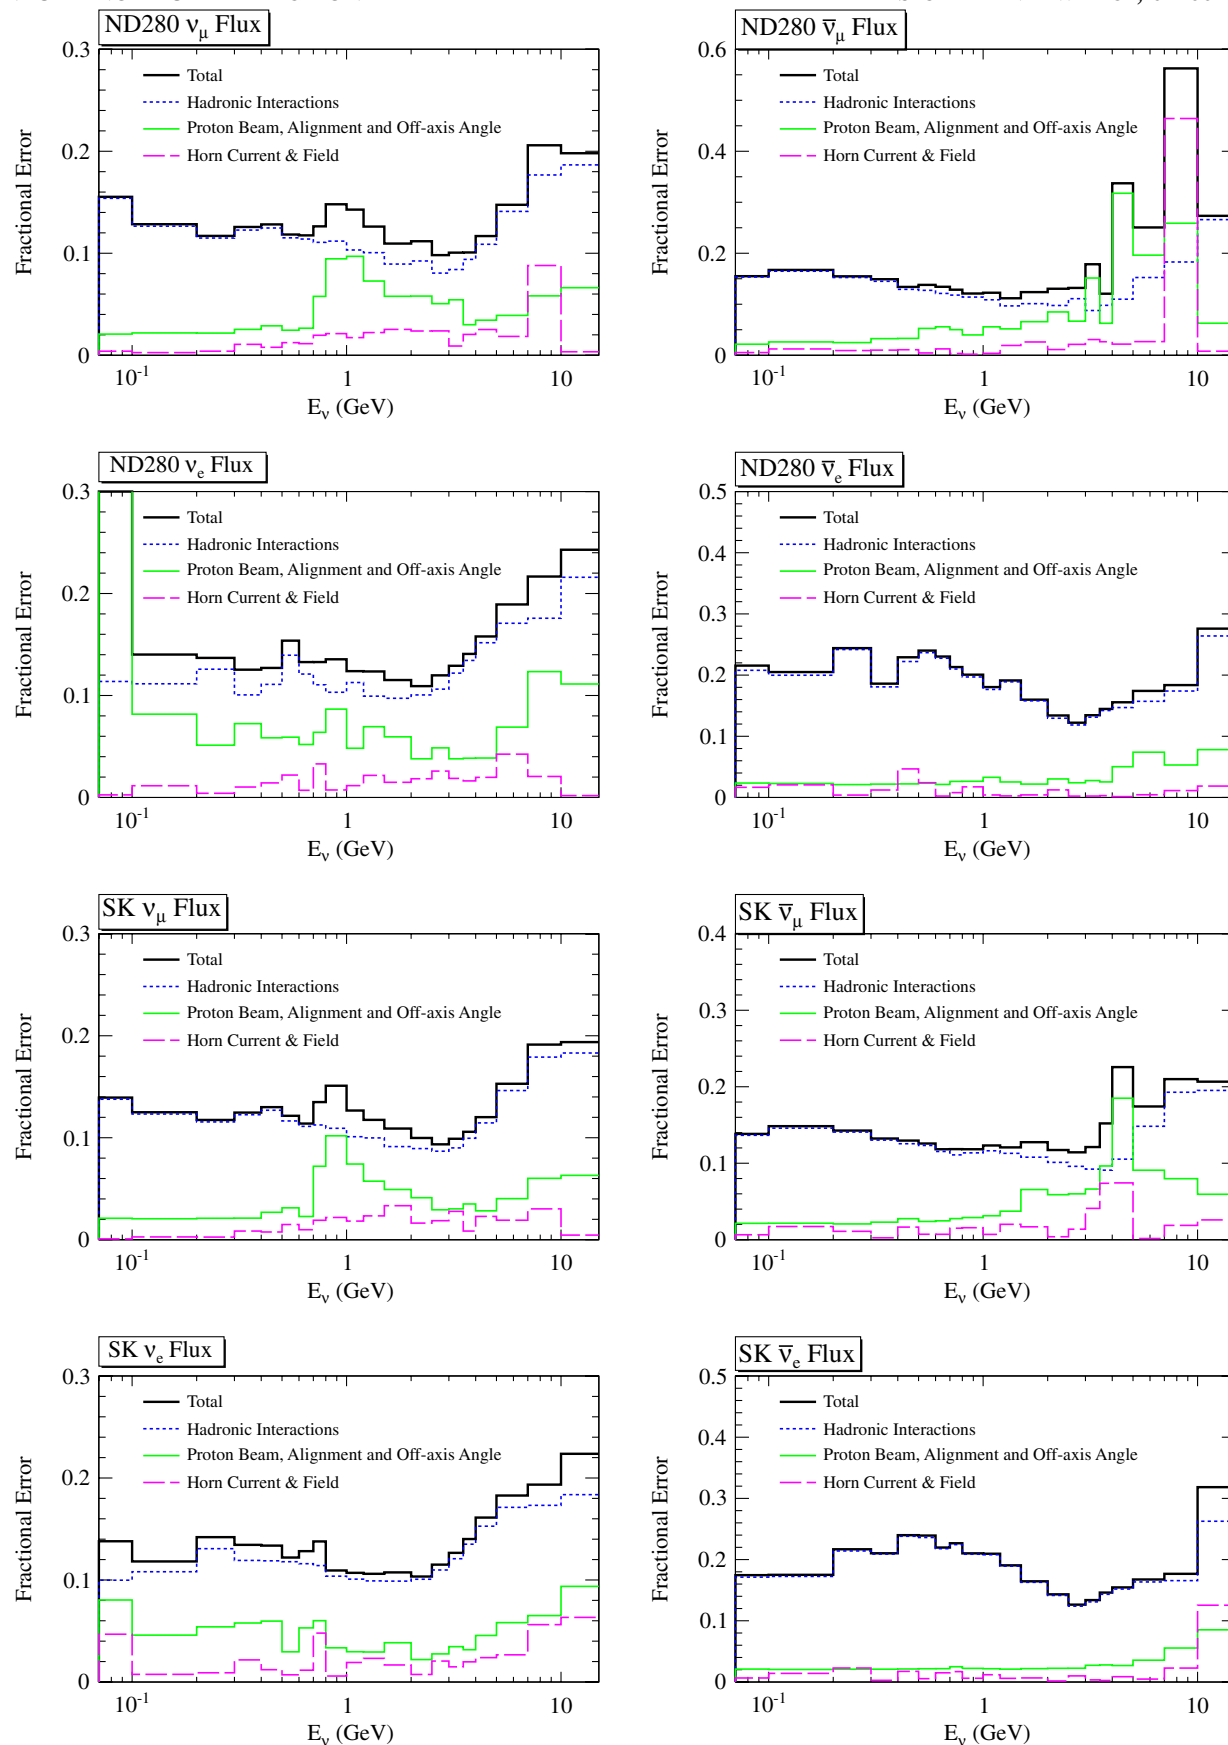 ND280 νμ Flux
0.3
Total
Hadronic Interactions
Proton Beam, Alignment and Off-axis Angle
Horn Current & Field
0.2
0.1
0
Fractional Error
10-1
1
10
Eν (GeV)
ND280 ν̅μ Flux
0.6
Total
Hadronic Interactions
Proton Beam, Alignment and Off-axis Angle
Horn Current & Field
0.4
0.2
0
Fractional Error
10-1
1
10
Eν (GeV)
ND280 νe Flux
0.3
Total
Hadronic Interactions
Proton Beam, Alignment and Off-axis Angle
Horn Current & Field
0.2
0.1
0
Fractional Error
10-1
1
10
Eν (GeV)
ND280 ν̅e Flux
0.5
Total
Hadronic Interactions
Proton Beam, Alignment and Off-axis Angle
Horn Current & Field
0.4
0.3
0.2
0.1
0
Fractional Error
10-1
1
10
Eν (GeV)
SK νμ Flux
0.3
Total
Hadronic Interactions
Proton Beam, Alignment and Off-axis Angle
Horn Current & Field
0.2
0.1
0
Fractional Error
10-1
1
10
Eν (GeV)
SK ν̅μ Flux
0.4
Total
Hadronic Interactions
Proton Beam, Alignment and Off-axis Angle
Horn Current & Field
0.3
0.2
0.1
0
Fractional Error
10-1
1
10
Eν (GeV)
SK νe Flux
0.3
Total
Hadronic Interactions
Proton Beam, Alignment and Off-axis Angle
Horn Current & Field
0.2
0.1
0
Fractional Error
10-1
1
10
Eν (GeV)
SK ν̅e Flux
0.5
Total
Hadronic Interactions
Proton Beam, Alignment and Off-axis Angle
Horn Current & Field
0.4
0.3
0.2
0.1
0
Fractional Error
10-1
1
10
Eν (GeV)